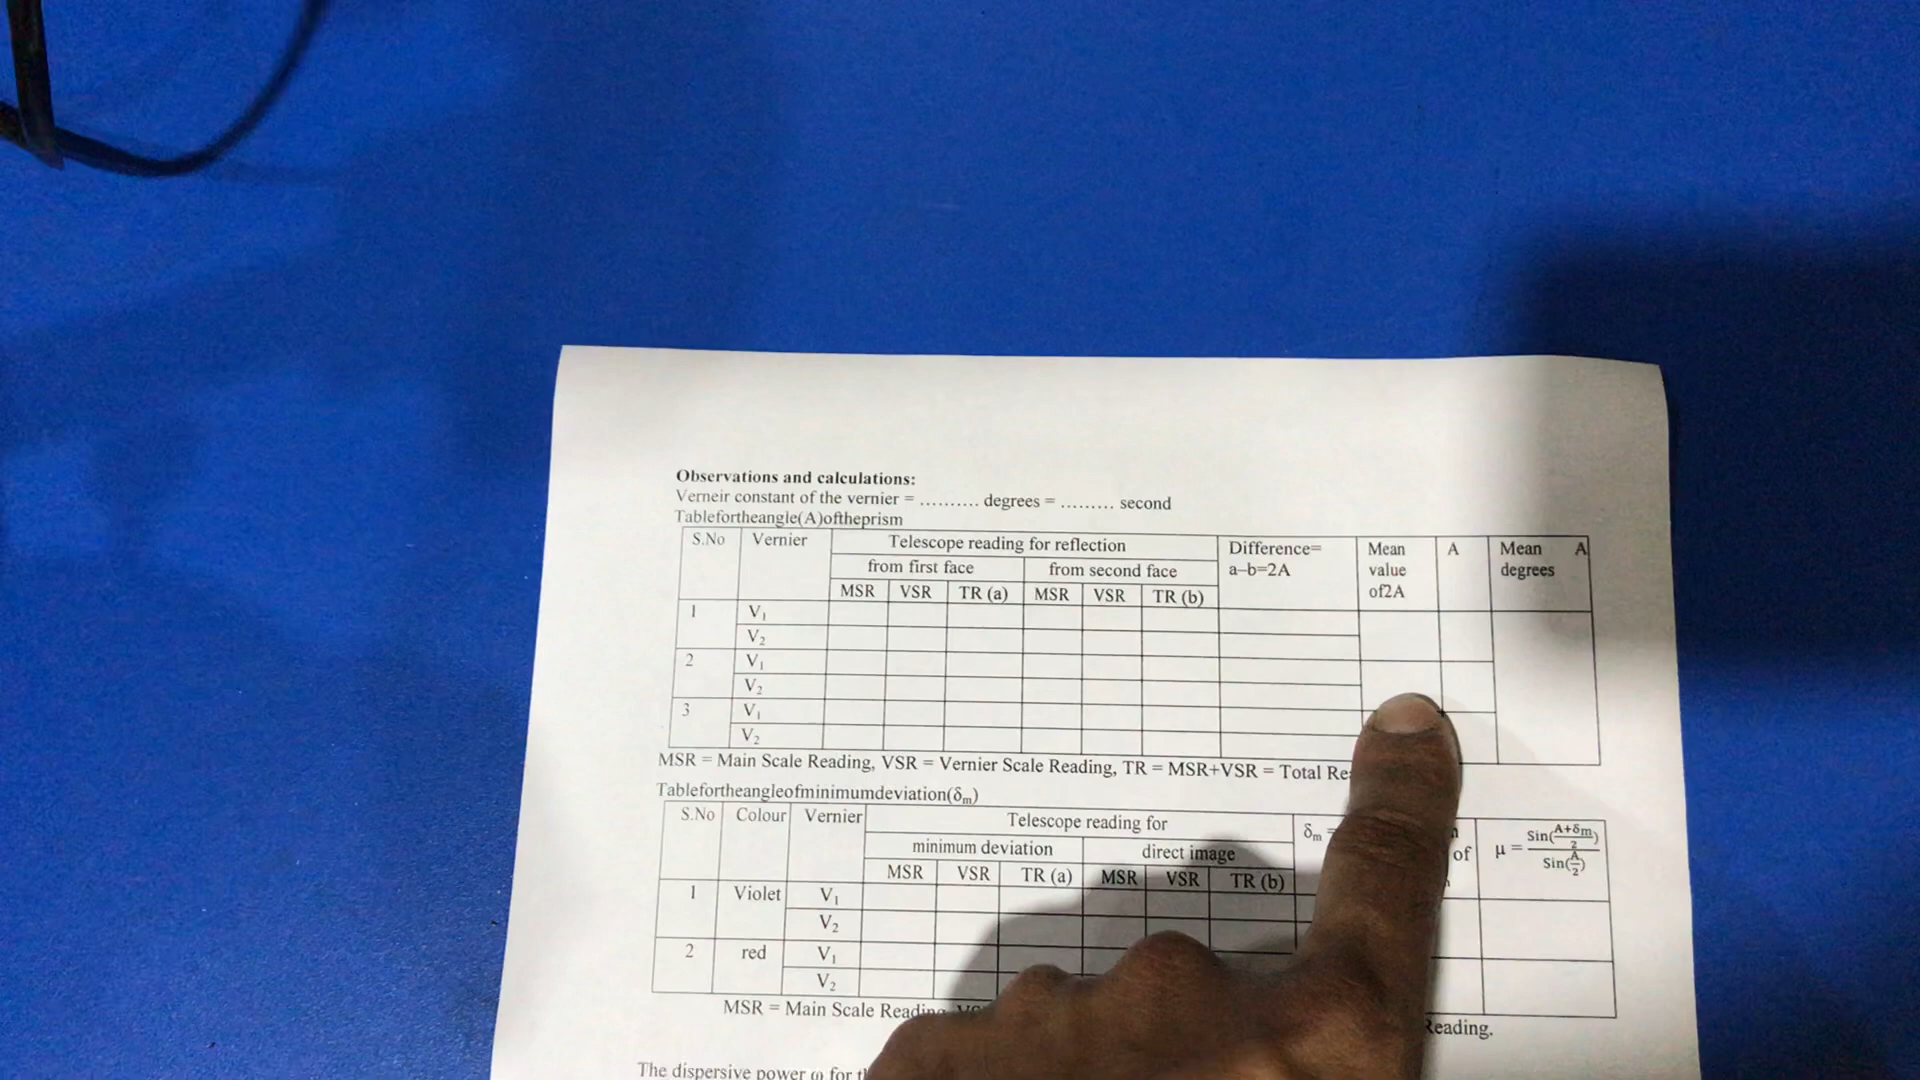 Observations and calculations:
Verneir constant of the vernier = .......... degrees = ......... second
Tablefortheangle(A)oftheprism
S.No Vernier Telescope reading for reflection Difference= a–b=2A Mean value of2A A Mean A degrees
from first face from second face
MSR VSR TR (a) MSR VSR TR (b)
1 V₁
V₂
2 V₁
V₂
3 V₁
V₂
MSR = Main Scale Reading, VSR = Vernier Scale Reading, TR = MSR+VSR = Total
Tablefortheangleofminimumdeviation(δₘ)
S.No Colour Vernier Telescope reading for δₘ = of μ = Sin((A+δm)/2) / Sin(A/2)
minimum deviation direct image
MSR VSR TR (a) MSR VSR TR (b)
1 Violet V₁
V₂
2 red V₁
V₂
MSR = Main Scale Reading, Reading.
The dispersive power ω for